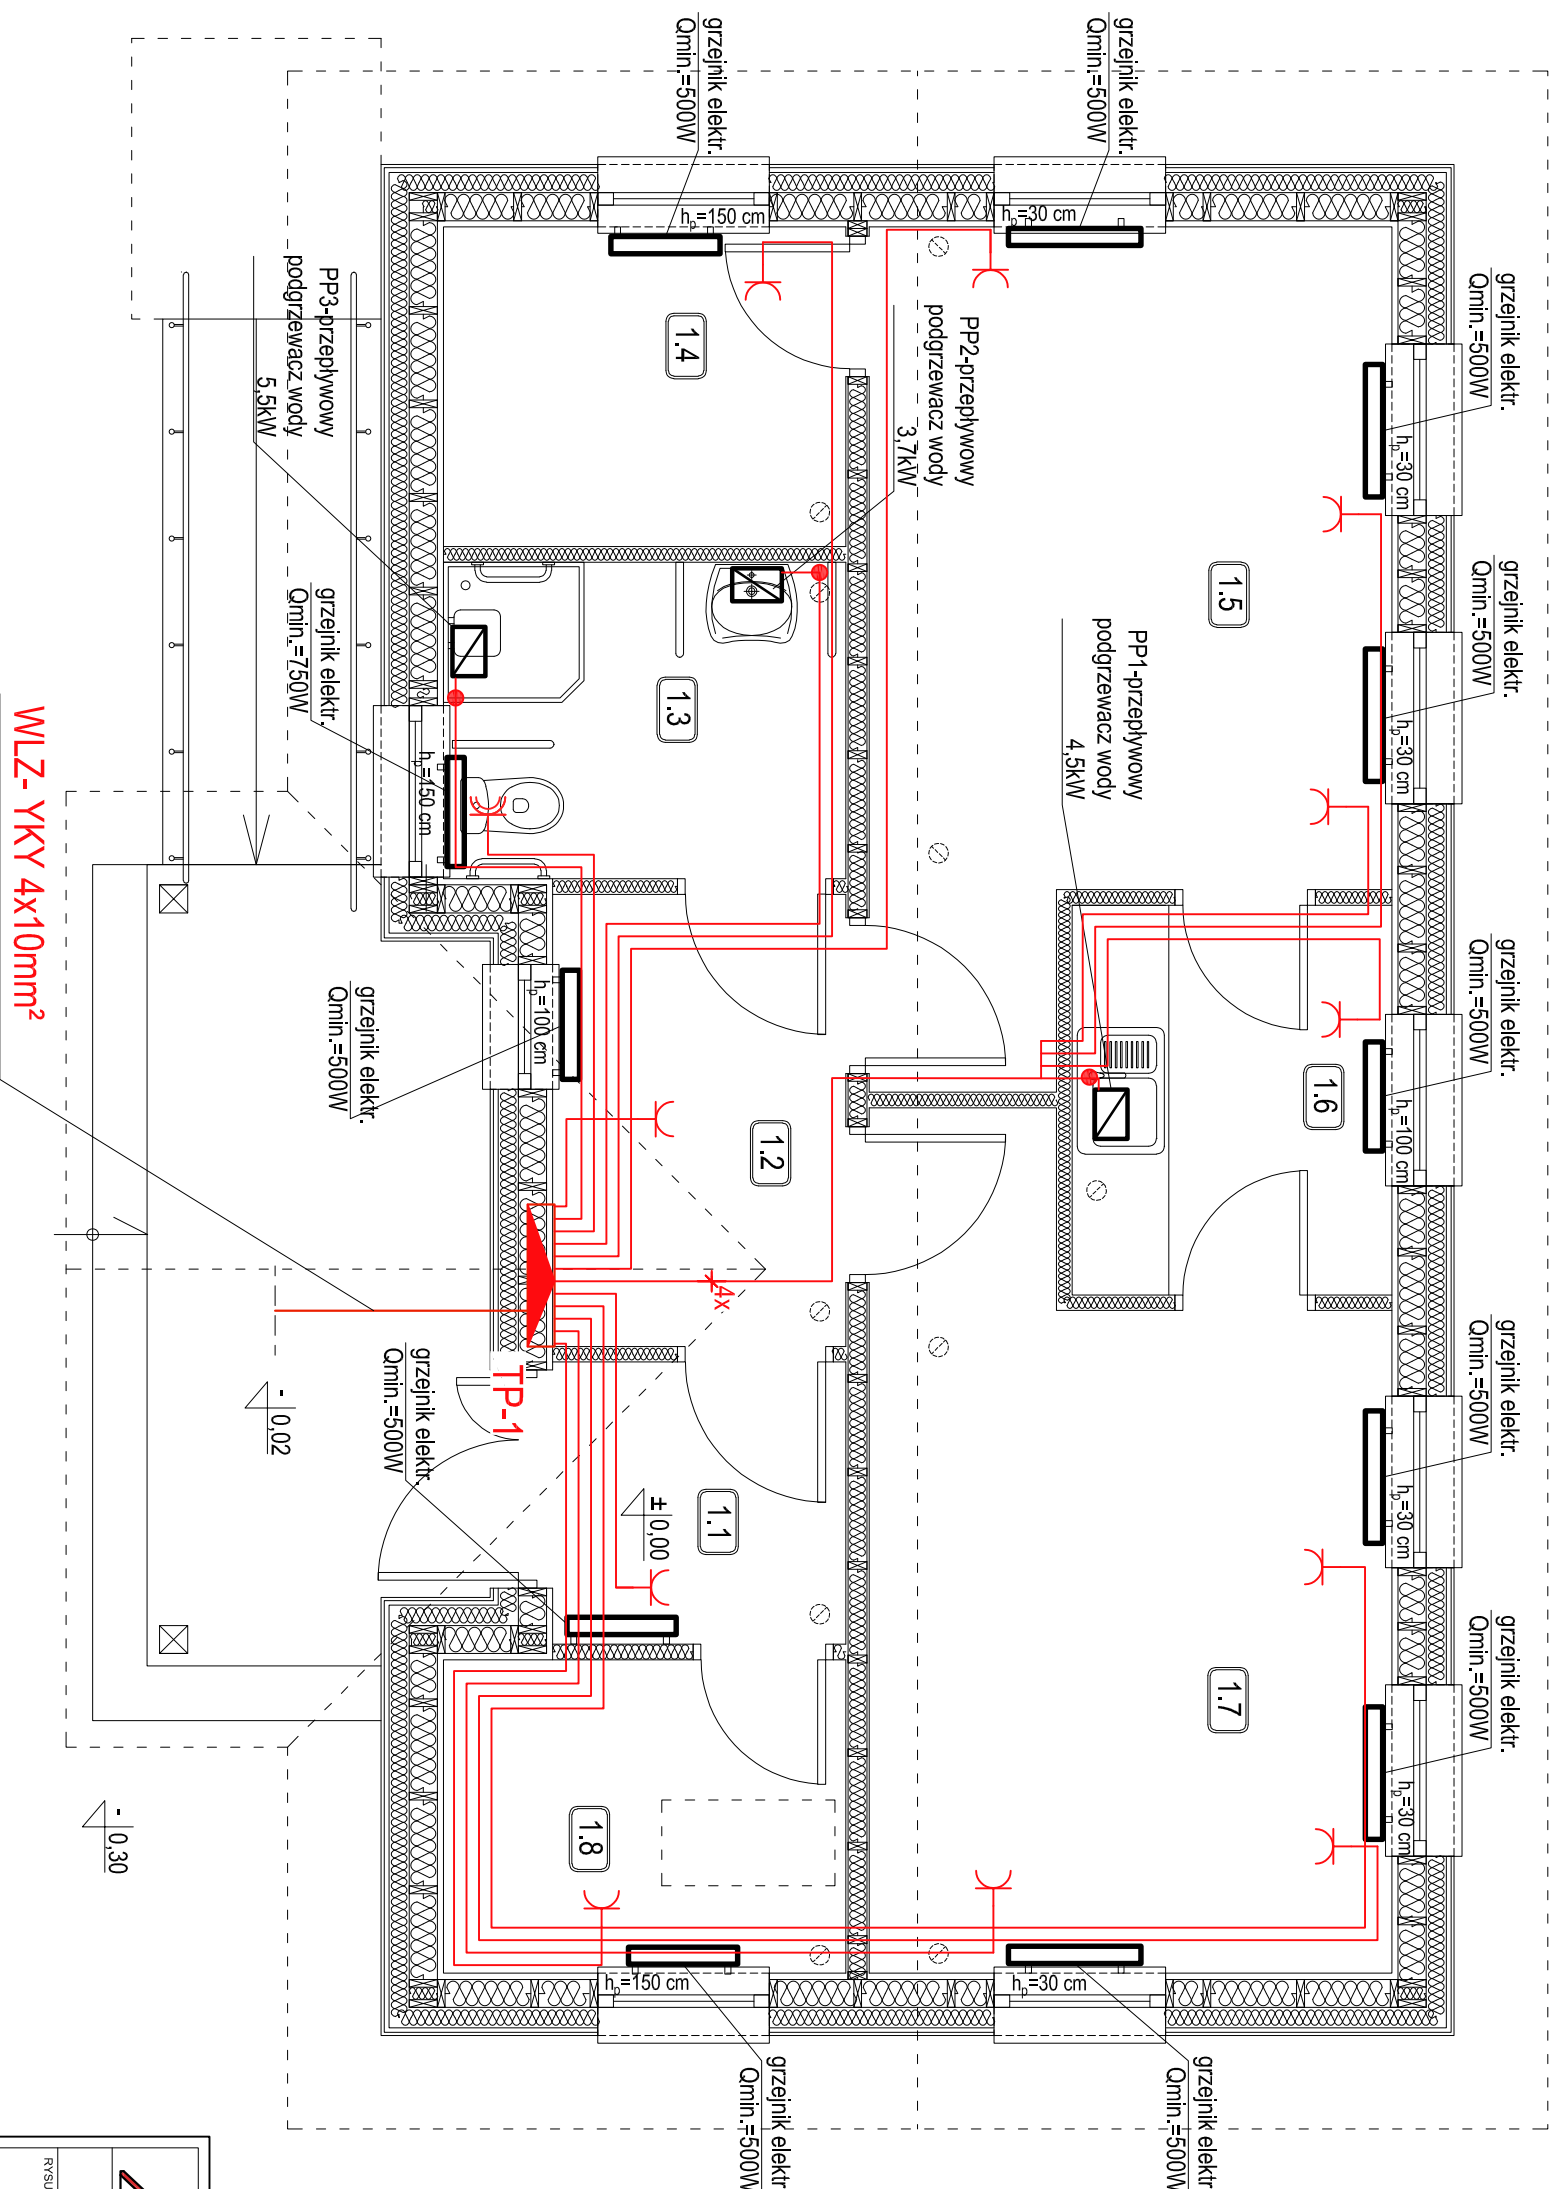 grzejnik elektr.
Qmin.=500W
grzejnik elektr.
Qmin.=500W
grzejnik elektr.
Qmin.=500W
grzejnik elektr.
Qmin.=500W
grzejnik elektr.
Qmin.=500W
grzejnik elektr.
Qmin.=500W
grzejnik elektr.
Qmin.=500W
hp=30 cm
hp=30 cm
hp=100 cm
hp=30 cm
hp=30 cm
hp=30 cm
hp=150 cm
1.5
1.6
1.7
PP1-przepływowy
podgrzewacz wody
4,5kW
PP2-przepływowy
podgrzewacz wody
3,7kW
1.4
1.3
1.2
1.1
1.8
4x
± 0,00
hp=30 cm
hp=150 cm
grzejnik elektr.
Qmin.=500W
grzejnik elektr.
Qmin.=500W
TP-1
hp=100 cm
hp=150 cm
PP3-przepływowy
podgrzewacz wody
5,5kW
grzejnik elektr.
Qmin.=750W
grzejnik elektr.
Qmin.=500W
grzejnik elektr.
Qmin.=500W
- 0,02
- 0,30
WLZ- YKY 4x10mm²
RYSU